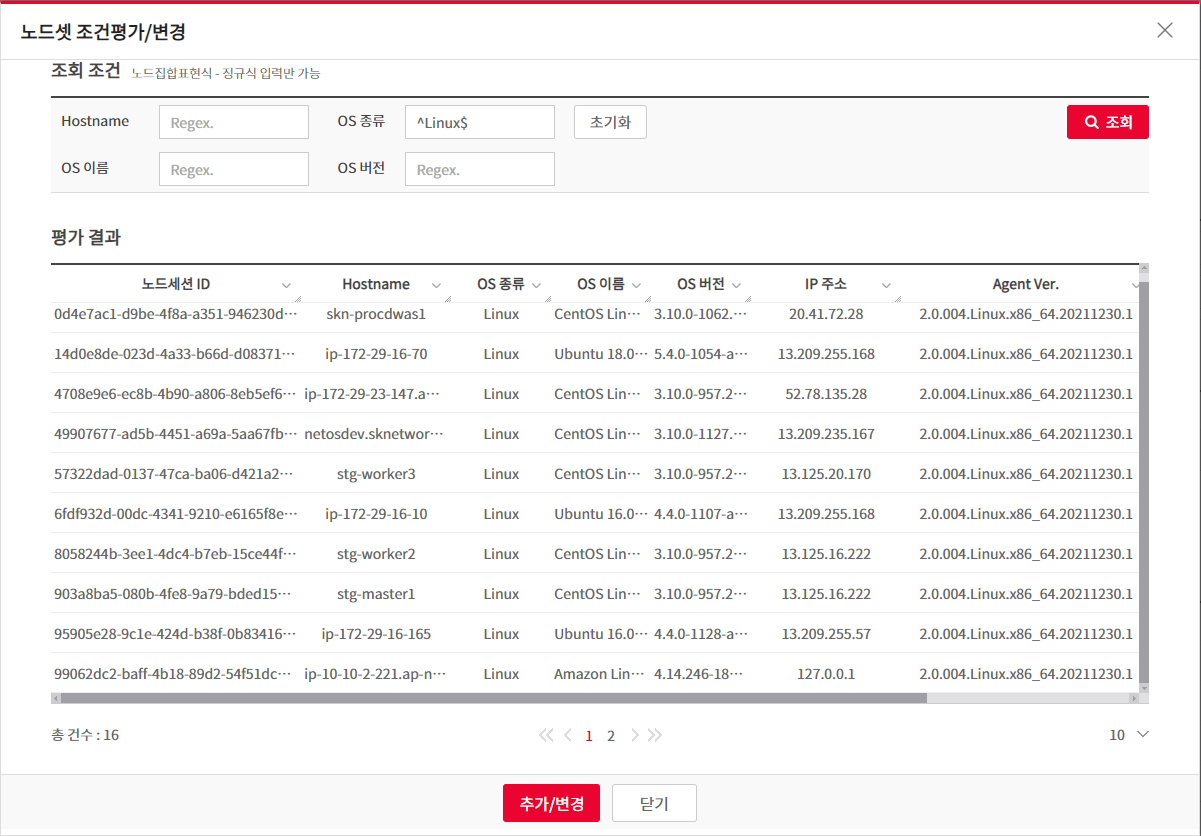 노드셋 조건평가/변경
조회 조건 노드집합표현식 - 정규식 입력만 가능
Hostname Regex. OS 종류 ^Linux$ 초기화 조회
OS 이름 Regex. OS 버전 Regex.
평가 결과
노드세션 ID Hostname OS 종류 OS 이름 OS 버전 IP 주소 Agent Ver.
0d4e7ac1-d9be-4f8a-a351-946230d··· skn-procdwas1 Linux CentOS Lin··· 3.10.0-1062.··· 20.41.72.28 2.0.004.Linux.x86_64.20211230.1
14d0e8de-023d-4a33-b66d-d08371··· ip-172-29-16-70 Linux Ubuntu 18.0··· 5.4.0-1054-a··· 13.209.255.168 2.0.004.Linux.x86_64.20211230.1
4708e9e6-ec8b-4b90-a806-8eb5ef6··· ip-172-29-23-147.a··· Linux CentOS Lin··· 3.10.0-957.2··· 52.78.135.28 2.0.004.Linux.x86_64.20211230.1
49907677-ad5b-4451-a69a-5aa67fb··· netosdev.sknetwor··· Linux CentOS Lin··· 3.10.0-1127.··· 13.209.235.167 2.0.004.Linux.x86_64.20211230.1
57322dad-0137-47ca-ba06-d421a2··· stg-worker3 Linux CentOS Lin··· 3.10.0-957.2··· 13.125.20.170 2.0.004.Linux.x86_64.20211230.1
6fdf932d-00dc-4341-9210-e6165f8e··· ip-172-29-16-10 Linux Ubuntu 16.0··· 4.4.0-1107-a··· 13.209.255.168 2.0.004.Linux.x86_64.20211230.1
8058244b-3ee1-4dc4-b7eb-15ce44f··· stg-worker2 Linux CentOS Lin··· 3.10.0-957.2··· 13.125.16.222 2.0.004.Linux.x86_64.20211230.1
903a8ba5-080b-4fe8-9a79-bded15··· stg-master1 Linux CentOS Lin··· 3.10.0-957.2··· 13.125.16.222 2.0.004.Linux.x86_64.20211230.1
95905e28-9c1e-424d-b38f-0b83416··· ip-172-29-16-165 Linux Ubuntu 16.0··· 4.4.0-1128-a··· 13.209.255.57 2.0.004.Linux.x86_64.20211230.1
99062dc2-baff-4b18-89d2-54f51dc··· ip-10-10-2-221.ap-n··· Linux Amazon Lin··· 4.14.246-18··· 127.0.0.1 2.0.004.Linux.x86_64.20211230.1
총 건수 : 16 1 2 10
추가/변경 닫기